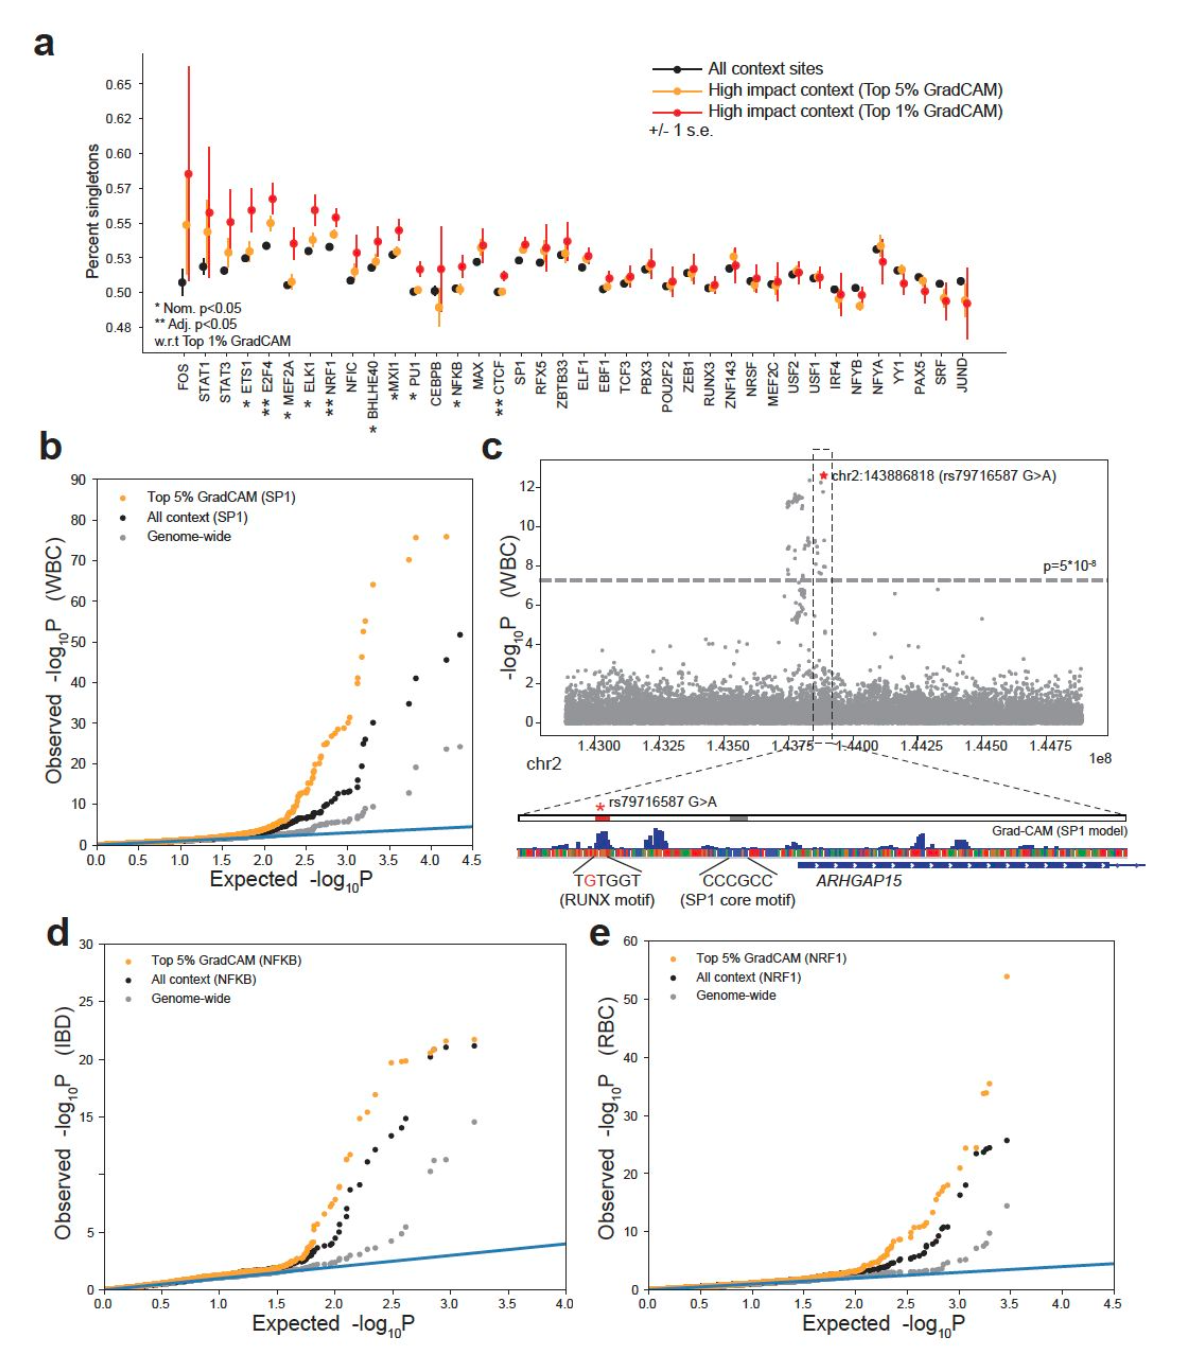 a
All context sites
High impact context (Top 5% GradCAM)
High impact context (Top 1% GradCAM)
+/- 1 s.e.
Percent singletons
0.65
0.62
0.60
0.57
0.55
0.53
0.50
0.48
* Nom. p<0.05
** Adj. p<0.05
w.r.t Top 1% GradCAM
FOS
STAT1
STAT3
* ETS1
** E2F4
* MEF2A
* ELK1
** NRF1
NFIC
* BHLHE40
*MXI1
* PU1
CEBPB
* NFKB
MAX
** CTCF
SP1
RFX5
ZBTB33
ELF1
EBF1
TCF3
PBX3
POU2F2
ZEB1
RUNX3
ZNF143
NRSF
MEF2C
USF2
USF1
IRF4
NFYB
NFYA
YY1
PAX5
SRF
JUND
b
Observed -log10P (WBC)
90
80
70
60
50
40
30
20
10
0
Top 5% GradCAM (SP1)
All context (SP1)
Genome-wide
0.0 0.5 1.0 1.5 2.0 2.5 3.0 3.5 4.0 4.5
Expected -log10P
c
-log10P (WBC)
12
10
8
6
4
2
0
* chr2:143886818 (rs79716587 G>A)
p=5*10-8
1.4300 1.4325 1.4350 1.4375 1.4400 1.4425 1.4450 1.4475
1e8
chr2
* rs79716587 G>A
Grad-CAM (SP1 model)
TGTGGT
(RUNX motif)
CCCGCC
(SP1 core motif)
ARHGAP15
d
Observed -log10P (IBD)
30
25
20
15
5
0
Top 5% GradCAM (NFKB)
All context (NFKB)
Genome-wide
0.0 0.5 1.0 1.5 2.0 2.5 3.0 3.5 4.0
Expected -log10P
e
Observed -log10P (RBC)
60
50
40
30
20
10
0
Top 5% GradCAM (NRF1)
All context (NRF1)
Genome-wide
0.0 0.5 1.0 1.5 2.0 2.5 3.0 3.5 4.0 4.5
Expected -log10P